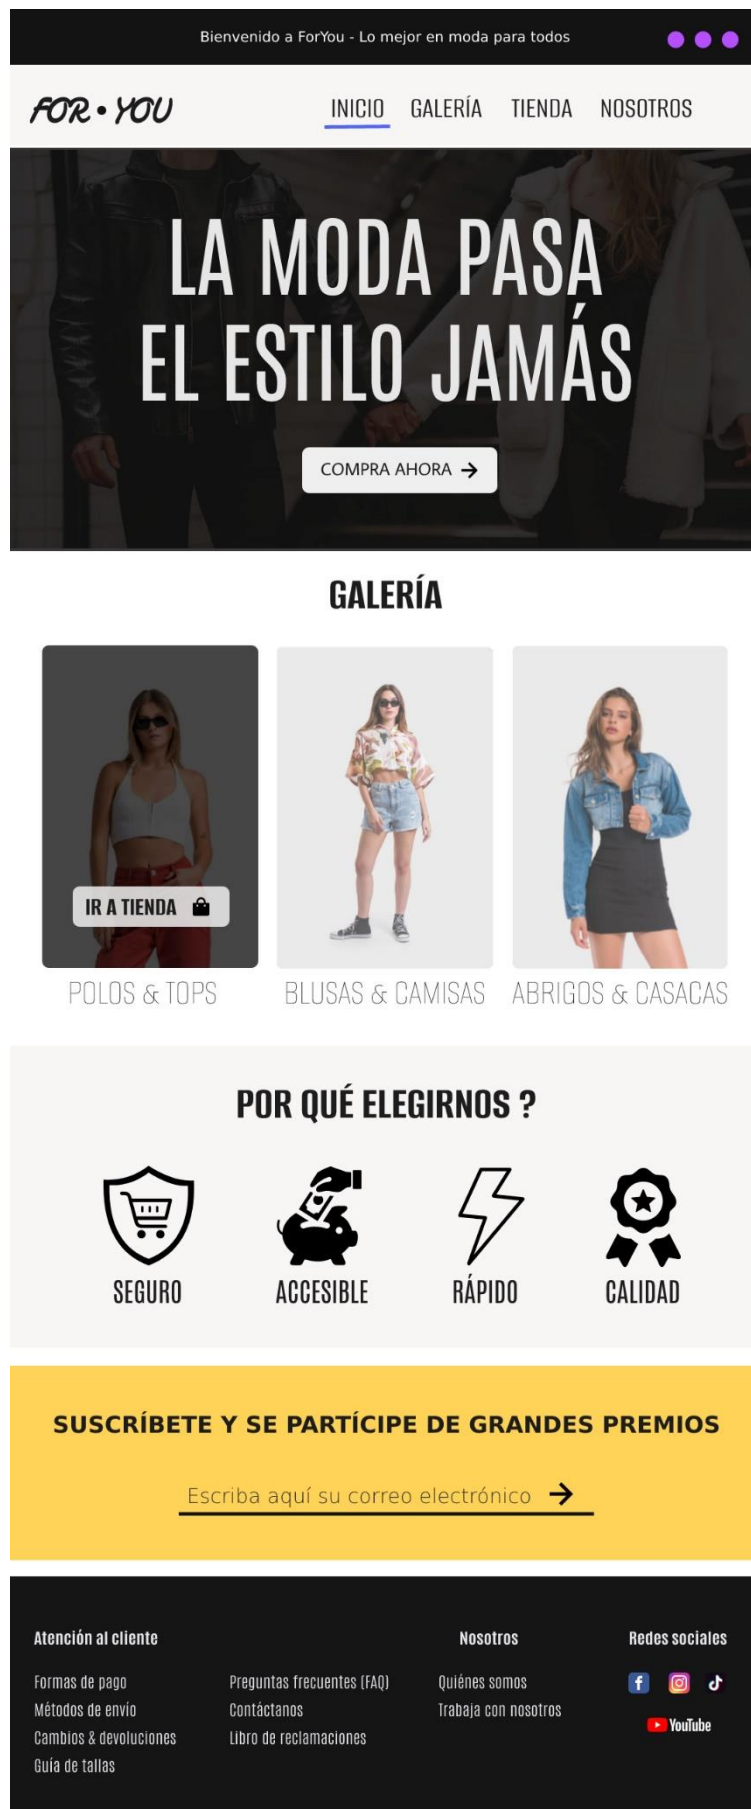 Bienvenido a ForYou - Lo mejor en moda para todos
FOR • YOU
INICIO GALERÍA TIENDA NOSOTROS
LA MODA PASA
EL ESTILO JAMÁS
COMPRA AHORA →
GALERÍA
IR A TIENDA
POLOS & TOPS
BLUSAS & CAMISAS
ABRIGOS & CASACAS
POR QUÉ ELEGIRNOS ?
SEGURO
ACCESIBLE
RÁPIDO
CALIDAD
SUSCRÍBETE Y SE PARTÍCIPE DE GRANDES PREMIOS
Escriba aquí su correo electrónico →
Atención al cliente
Formas de pago
Métodos de envío
Cambios & devoluciones
Guía de tallas
Preguntas frecuentes (FAQ)
Contáctanos
Libro de reclamaciones
Nosotros
Quiénes somos
Trabaja con nosotros
Redes sociales
YouTube